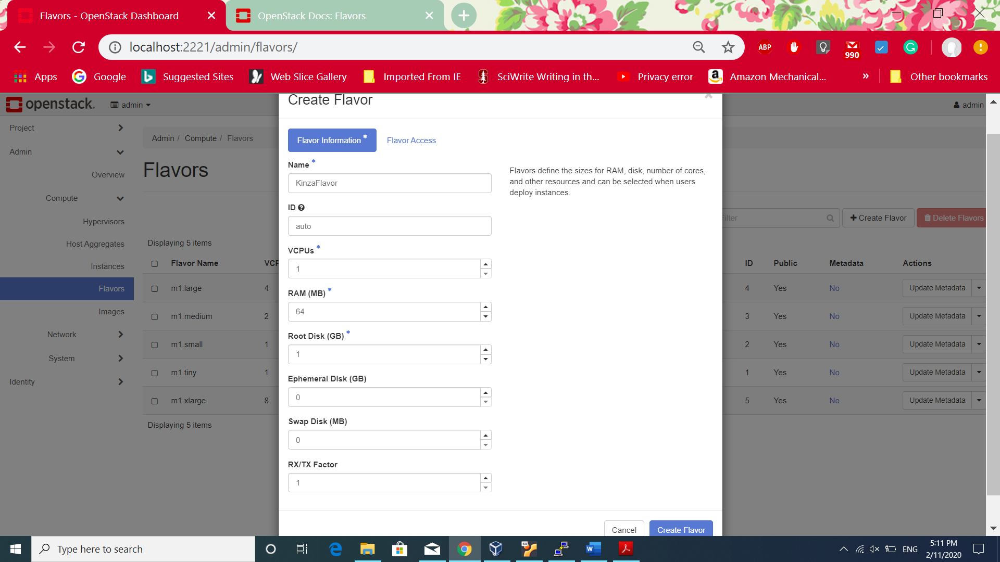 Flavors - OpenStack Dashboard
OpenStack Docs: Flavors
localhost:2221/admin/flavors/
ABP
990
Apps
Google
Suggested Sites
Web Slice Gallery
Imported From IE
SciWrite Writing in th...
Privacy error
Amazon Mechanical...
»
Other bookmarks
openstack.
admin
admin
Create Flavor
Project
Admin
Overview
Compute
Hypervisors
Host Aggregates
Instances
Flavors
Images
Network
System
Identity
Admin / Compute / Flavors
Flavors
Filter
Create Flavor
Delete Flavors
Displaying 5 items
Flavor Name VCP ID Public Metadata Actions
m1.large 4 4 Yes No Update Metadata
m1.medium 2 3 Yes No Update Metadata
m1.small 1 2 Yes No Update Metadata
m1.tiny 1 1 Yes No Update Metadata
m1.xlarge 8 5 Yes No Update Metadata
Displaying 5 items
Flavor Information *
Flavor Access
Name *
KinzaFlavor
ID
auto
VCPUs *
1
RAM (MB) *
64
Root Disk (GB) *
1
Ephemeral Disk (GB)
0
Swap Disk (MB)
0
RX/TX Factor
1
Flavors define the sizes for RAM, disk, number of cores,
and other resources and can be selected when users
deploy instances.
Cancel
Create Flavor
Type here to search
64
ENG
5:11 PM
2/11/2020